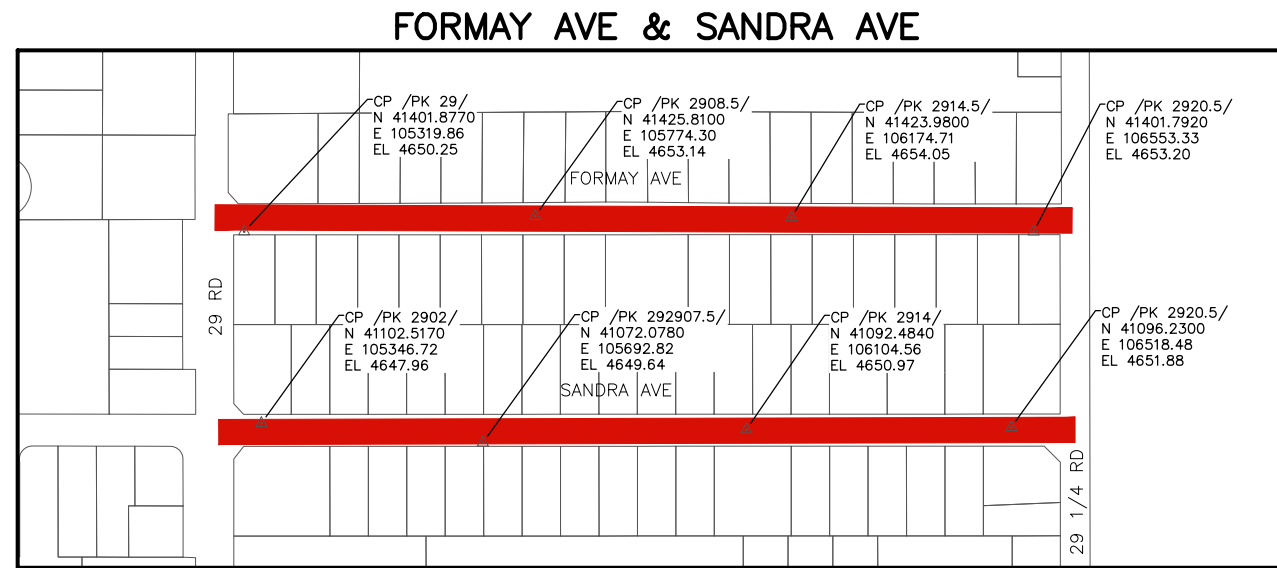 FORMAY AVE & SANDRA AVE
CP /PK 29/
N 41401.8770
E 105319.86
EL 4650.25
CP /PK 2908.5/
N 41425.8100
E 105774.30
EL 4653.14
CP /PK 2914.5/
N 41423.9800
E 106174.71
EL 4654.05
CP /PK 2920.5/
N 41401.7920
E 106553.33
EL 4653.20
FORMAY AVE
29 RD
CP /PK 2902/
N 41102.5170
E 105346.72
EL 4647.96
CP /PK 292907.5/
N 41072.0780
E 105692.82
EL 4649.64
CP /PK 2914/
N 41092.4840
E 106104.56
EL 4650.97
CP /PK 2920.5/
N 41096.2300
E 106518.48
EL 4651.88
SANDRA AVE
29 1/4 RD